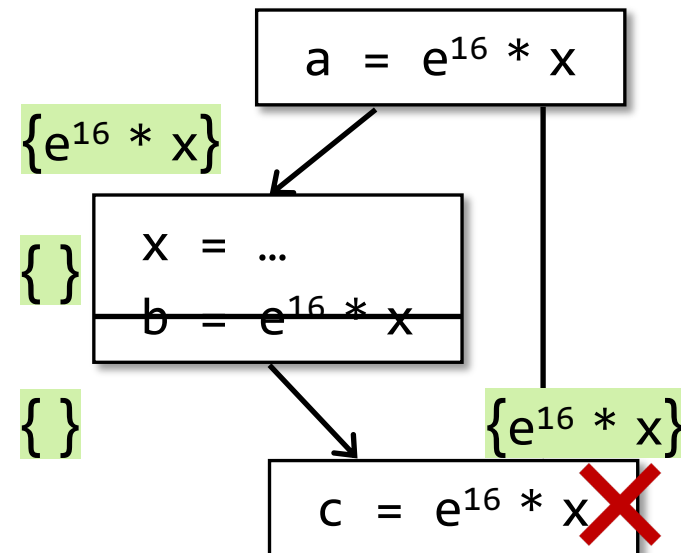 a = e¹⁶ * x
{e¹⁶ * x}
x = …
{ }
b = e¹⁶ * x
{ }
{e¹⁶ * x}
c = e¹⁶ * x